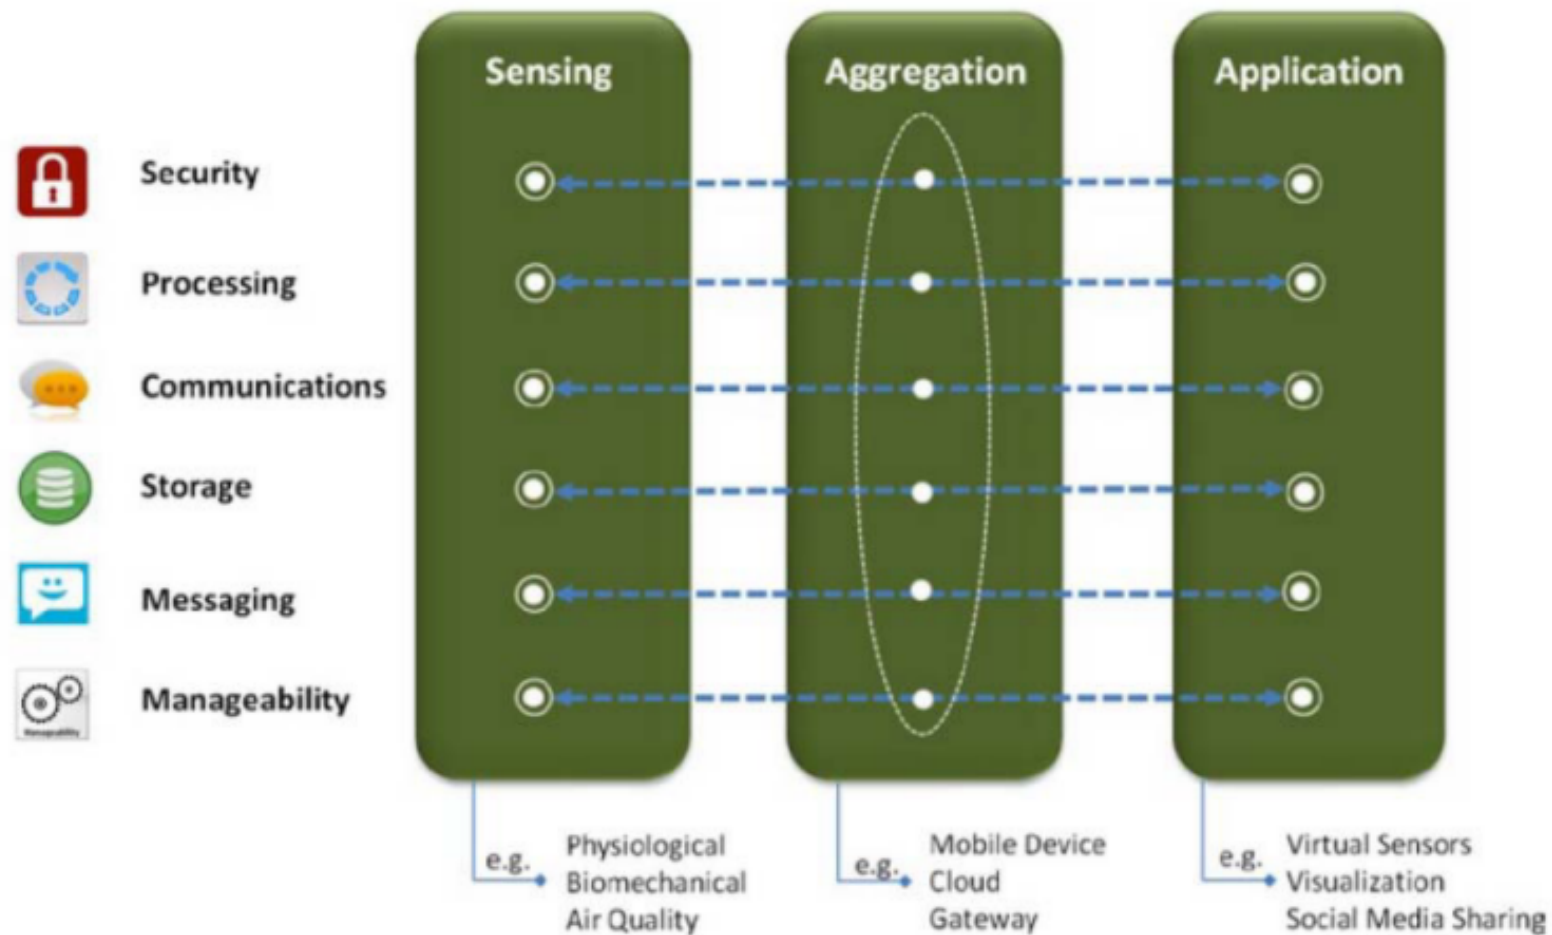 Sensing
Aggregation
Application
Security
Processing
Communications
Storage
Messaging
Manageability
Manageability
e.g.
Physiological
Biomechanical
Air Quality
e.g.
Mobile Device
Cloud
Gateway
e.g.
Virtual Sensors
Visualization
Social Media Sharing